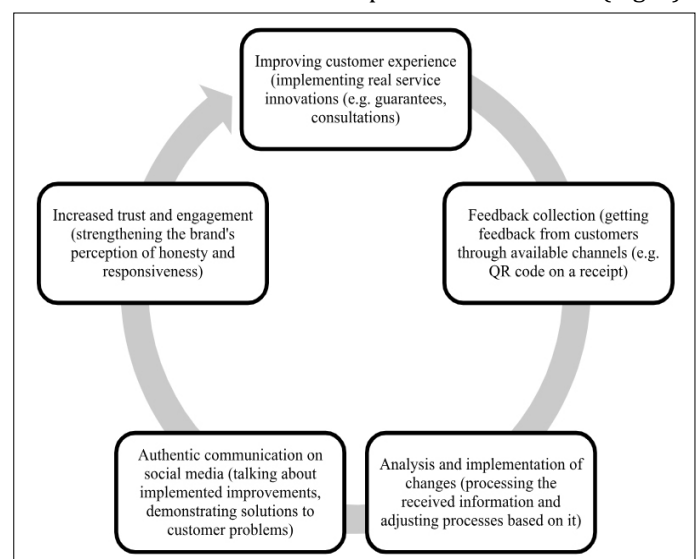 Improving customer experience
(implementing real service
innovations (e.g. guarantees,
consultations)
Feedback collection (getting
feedback from customers
through available channels (e.g.
QR code on a receipt)
Analysis and implementation of
changes (processing the
received information and
adjusting processes based on it)
Authentic communication on
social media (talking about
implemented improvements,
demonstrating solutions to
customer problems)
Increased trust and engagement
(strengthening the brand's
perception of honesty and
responsiveness)